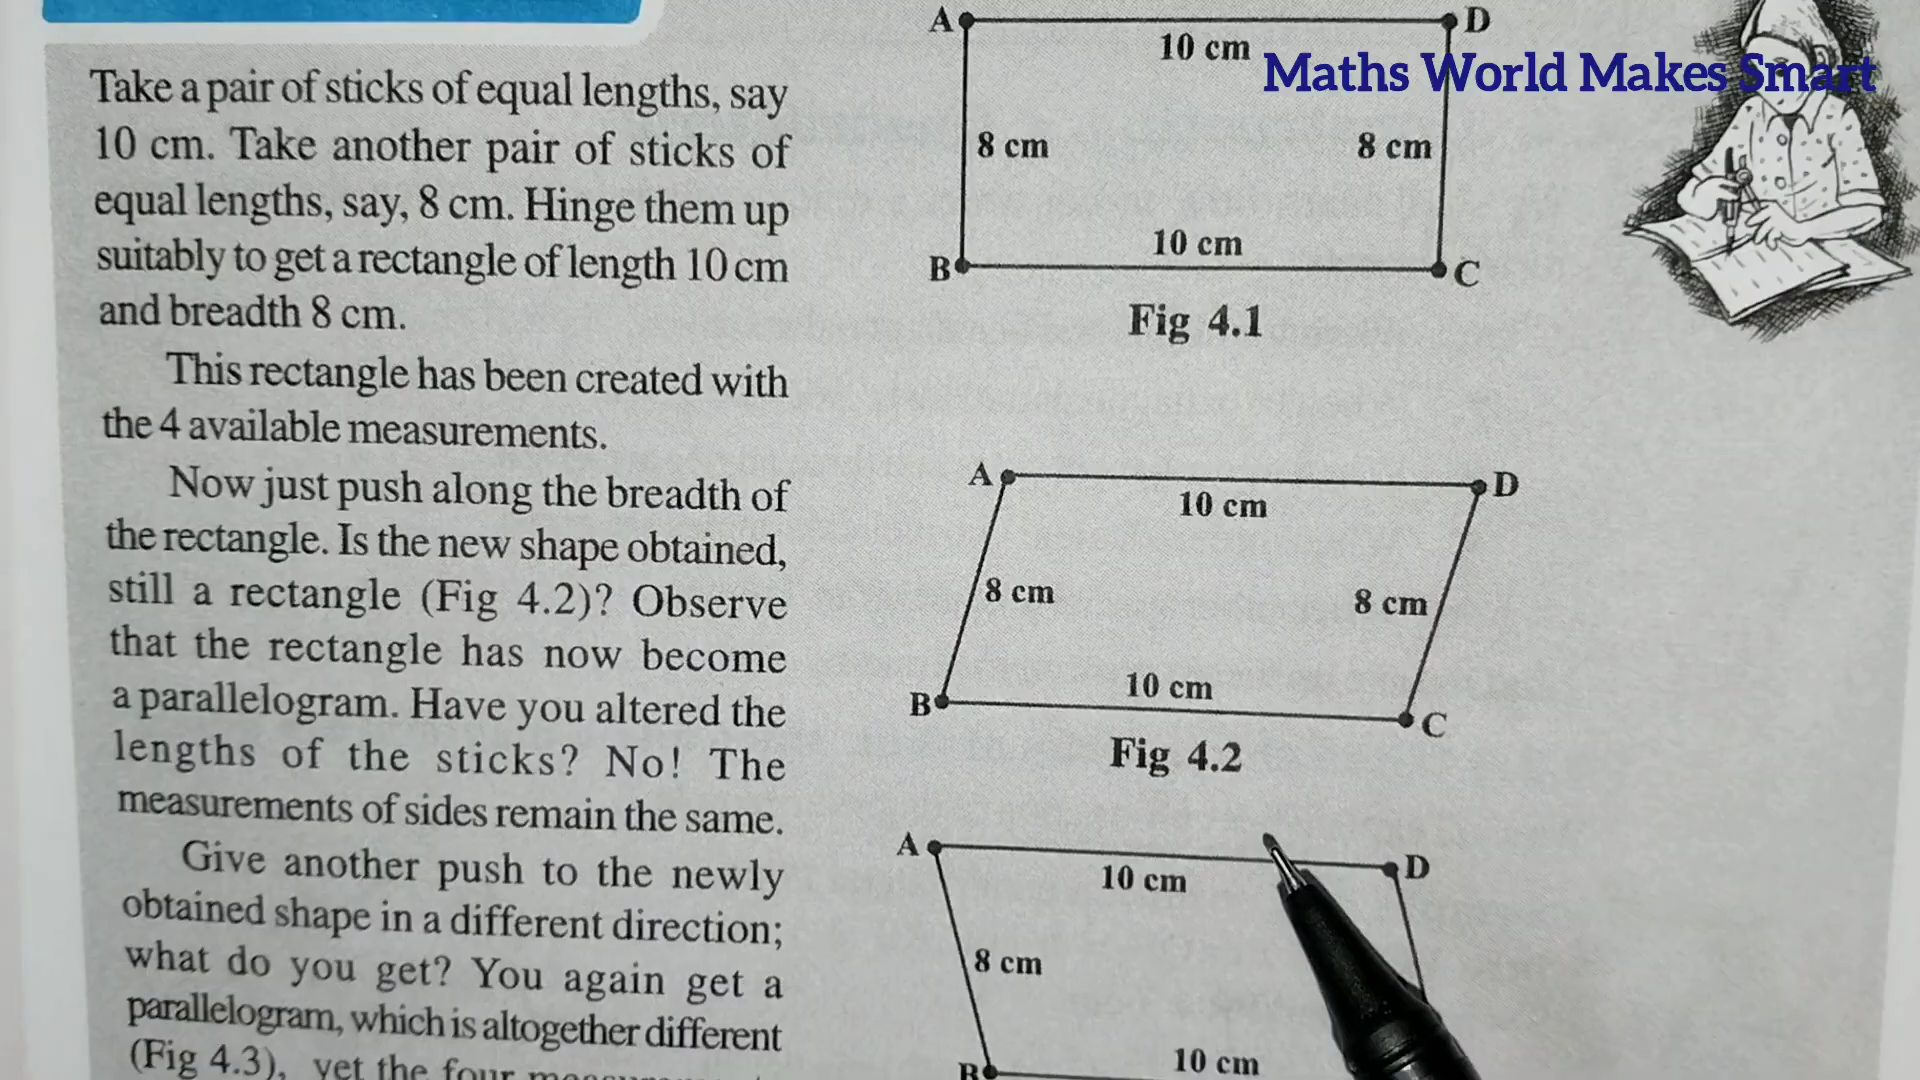 Take a pair of sticks of equal lengths, say
10 cm. Take another pair of sticks of
equal lengths, say, 8 cm. Hinge them up
suitably to get a rectangle of length 10 cm
and breadth 8 cm.
This rectangle has been created with
the 4 available measurements.
Now just push along the breadth of
the rectangle. Is the new shape obtained,
still a rectangle (Fig 4.2)? Observe
that the rectangle has now become
a parallelogram. Have you altered the
lengths of the sticks? No! The
measurements of sides remain the same.
Give another push to the newly
obtained shape in a different direction;
what do you get? You again get a
parallelogram, which is altogether different
(Fig 4.3), yet the four
A
D
10 cm
Maths World Makes Smart
8 cm
8 cm
10 cm
B
C
Fig 4.1
A
D
10 cm
8 cm
8 cm
10 cm
B
C
Fig 4.2
A
D
10 cm
8 cm
10 cm
B